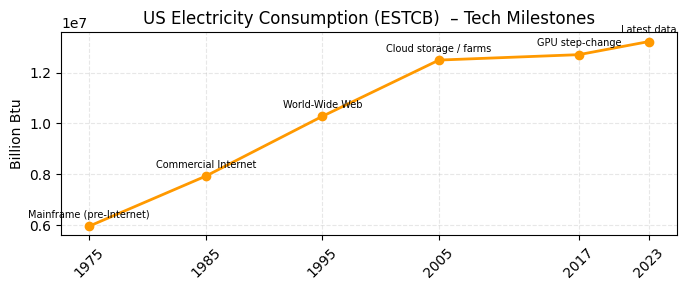 US Electricity Consumption (ESTCB)  – Tech Milestones
1e7
Latest data
GPU step-change
Cloud storage / farms
World-Wide Web
Commercial Internet
Mainframe (pre-Internet)
Billion Btu
1.2
1.0
0.8
0.6
1975
1985
1995
2005
2017
2023